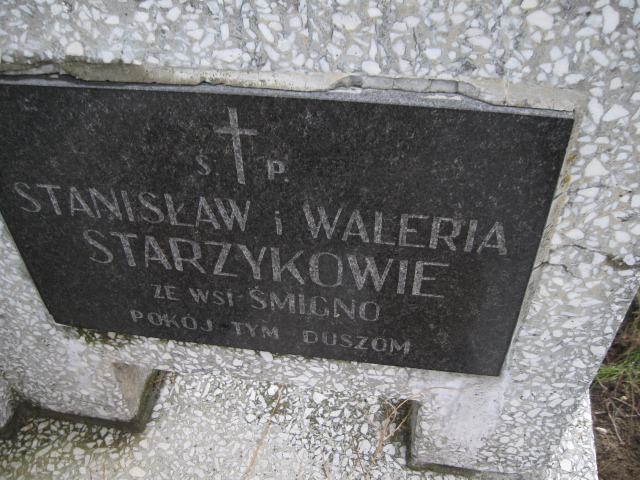 S. P.
STANISŁAW i WALERIA
STARZYKOWIE
ZE WSI ŚMIGNO
POKÓJ TYM DUSZOM